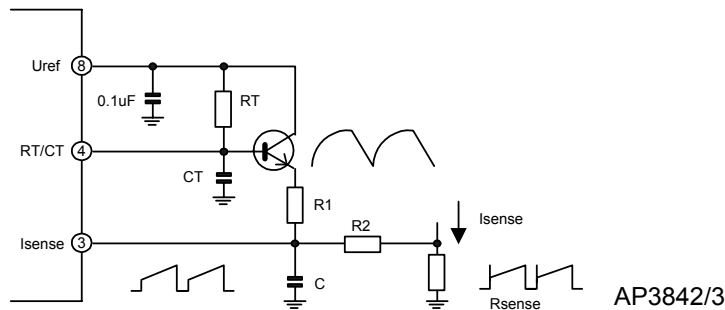 Uref
8
0.1uF
RT
RT/CT
4
CT
R1
R2
Isense
Isense
3
C
Rsense
AP3842/3